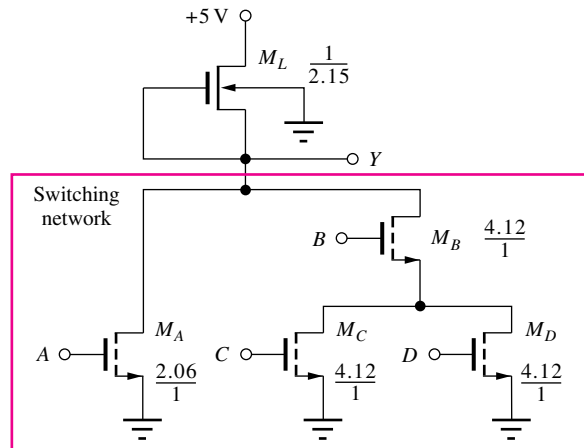 +5 V
M_L 1/2.15
Y
Switching
network
B M_B 4.12/1
A M_A 2.06/1
C M_C 4.12/1
D M_D 4.12/1